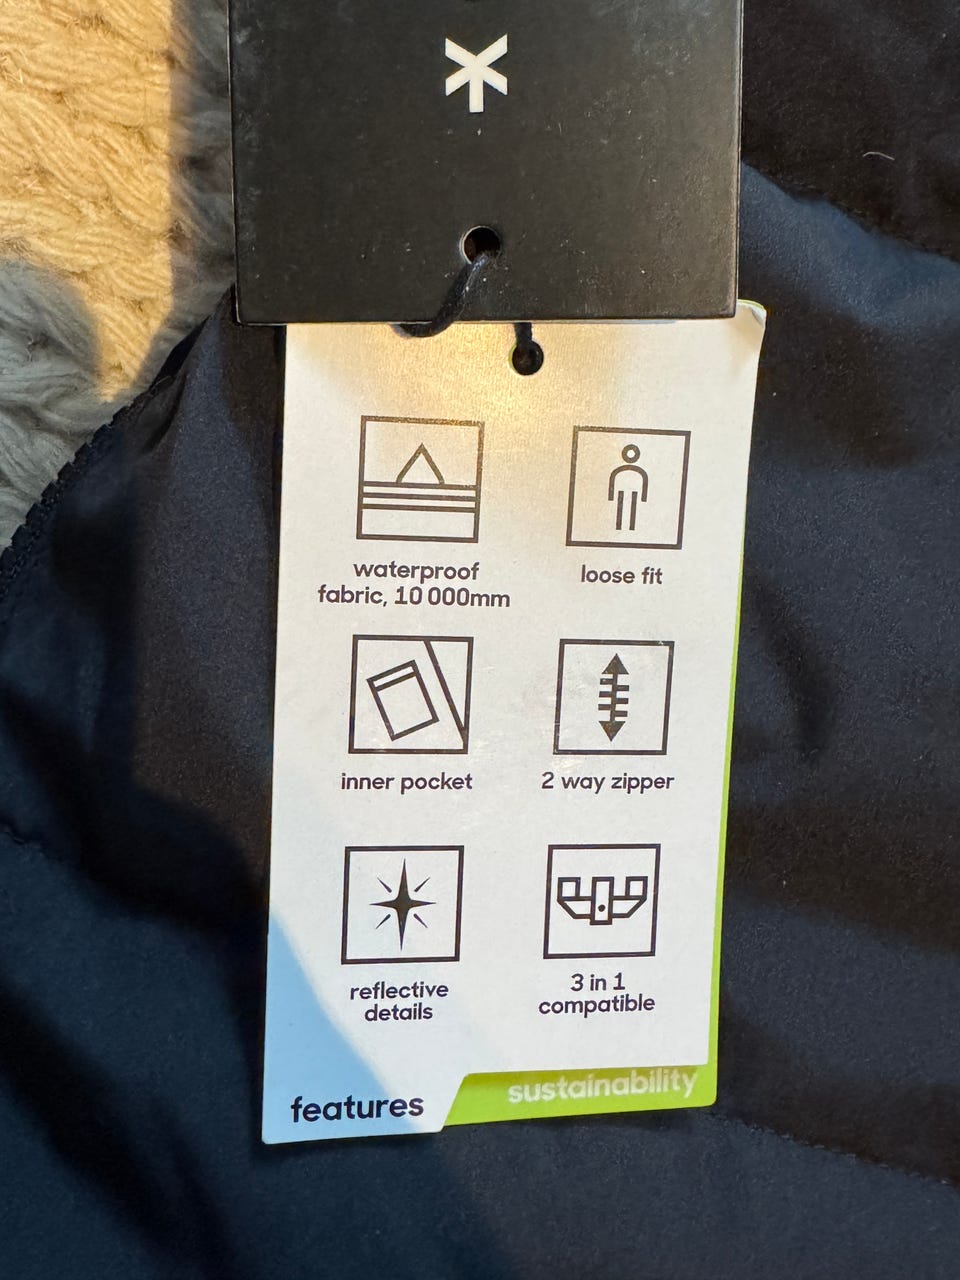 waterproof
fabric, 10 000mm
loose fit
inner pocket
2 way zipper
reflective
details
3 in 1
compatible
features
sustainability